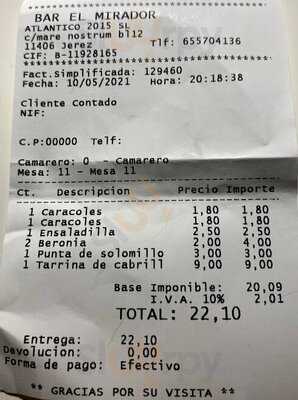 BAR EL MIRADOR
ATLANTICO 2015 SL
c/mare nostrum bl12
11406 Jerez Tlf: 655704136
CIF: B-11928165
Fact.Simplificada: 129460
Fecha: 10/05/2021 Hora: 20:18:38
Cliente Contado
NIF:
C.P:00000 Telf:
Camarero: 0 - Camarero
Mesa: 11 - Mesa 11
Ct. Descripcion Precio Importe
1 Caracoles 1,80 1,80
1 Caracoles 1,80 1,80
1 Ensaladilla 2,50 2,50
2 Beronia 2,00 4,00
1 Punta de solomillo 3,00 3,00
1 Tarrina de cabrill 9,00 9,00
Base Imponible: 20,09
I.V.A. 10% 2,01
TOTAL: 22,10
Entrega: 22,10
Devolucion: 0,00
Forma de pago: Efectivo
** GRACIAS POR SU VISITA **